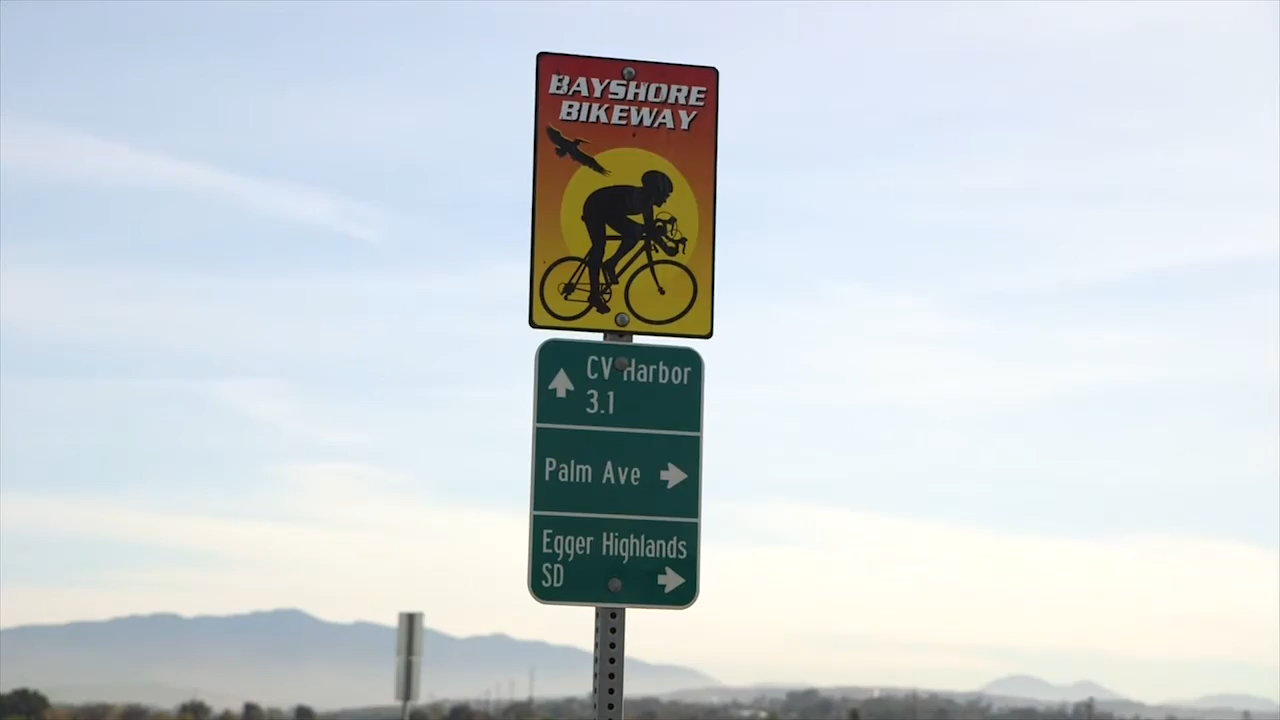 BAYSHORE
BIKEWAY
CV Harbor
3.1
Palm Ave
Egger Highlands
SD